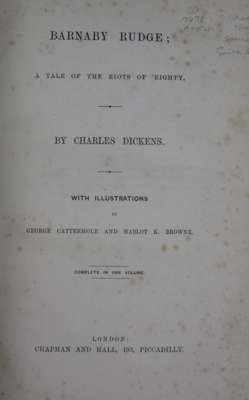 BARNABY RUDGE;
A TALE OF THE RIOTS OF 'EIGHTY.
BY CHARLES DICKENS.
WITH ILLUSTRATIONS
BY
GEORGE CATTERMOLE AND HABLOT K. BROWNE.
COMPLETE IN ONE VOLUME.
LONDON:
CHAPMAN AND HALL, 193, PICCADILLY.